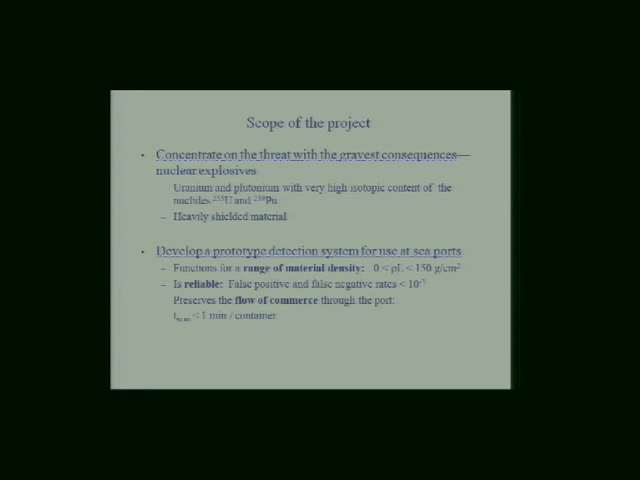 Scope of the project
• Concentrate on the threat with the gravest consequences—
nuclear explosives
Uranium and plutonium with very high isotopic content of the
nuclides ²³⁵U and ²³⁹Pu.
– Heavily shielded material
• Develop a prototype detection system for use at sea ports
– Functions for a range of material density: 0 < ρL < 150 g/cm²
– Is reliable: False positive and false negative rates <
Preserves the flow of commerce through the port:
< 1 min / container